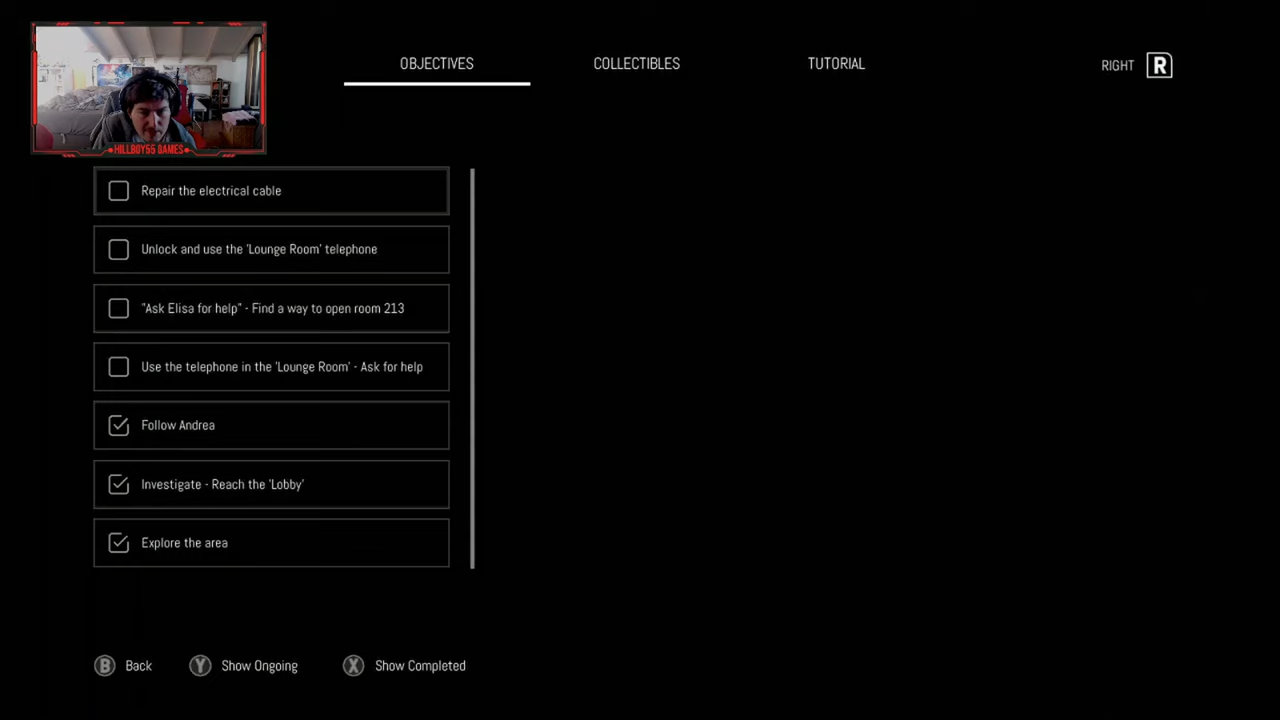 HILLBOY55 GAMES
OBJECTIVES
COLLECTIBLES
TUTORIAL
RIGHT R
Repair the electrical cable
Unlock and use the 'Lounge Room' telephone
"Ask Elisa for help" - Find a way to open room 213
Use the telephone in the 'Lounge Room' - Ask for help
Follow Andrea
Investigate - Reach the 'Lobby'
Explore the area
B Back
Y Show Ongoing
X Show Completed